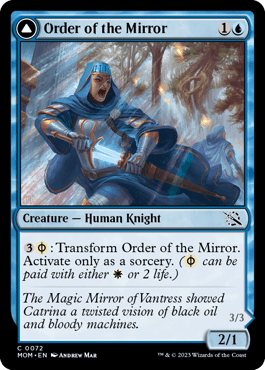 Order of the Mirror 1
Creature — Human Knight
3 : Transform Order of the Mirror.
Activate only as a sorcery. ( can be
paid with either or 2 life.)
The Magic Mirror of Vantress showed
Catrina a twisted vision of black oil
and bloody machines.
3/3
2/1
C 0072
MOM • EN ANDREW MAR
™ & © 2023 Wizards of the Coast